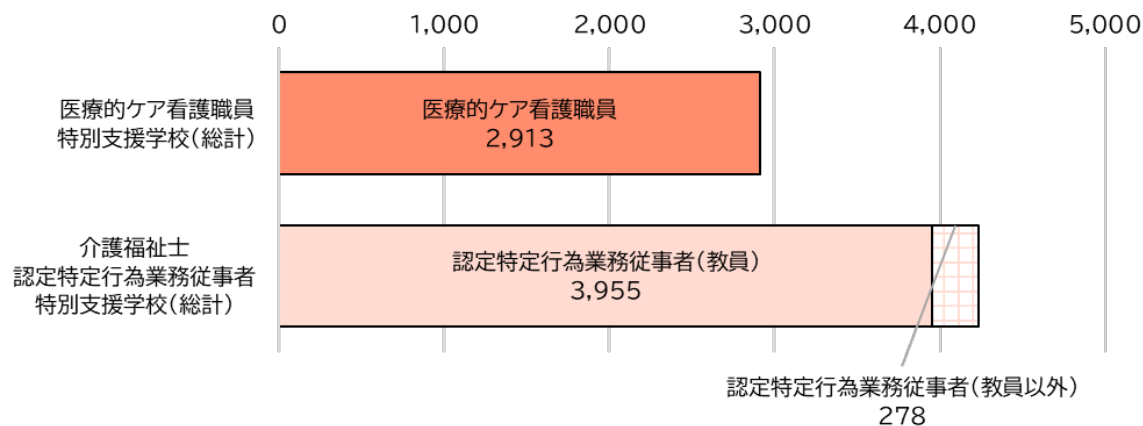 0 1,000 2,000 3,000 4,000 5,000
医療的ケア看護職員
特別支援学校(総計)
医療的ケア看護職員
2,913
介護福祉士
認定特定行為業務従事者
特別支援学校(総計)
認定特定行為業務従事者(教員)
3,955
認定特定行為業務従事者(教員以外)
278